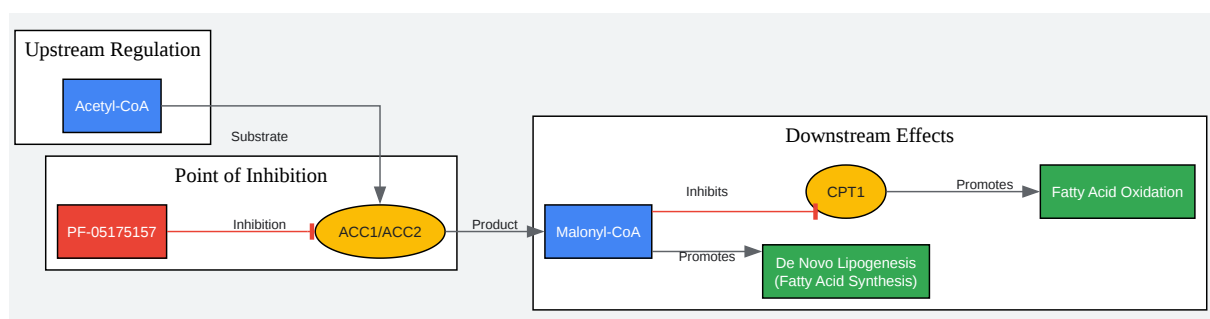 Upstream Regulation
Acetyl-CoA
Substrate
Point of Inhibition
PF-05175157
Inhibition
ACC1/ACC2
Product
Downstream Effects
Malonyl-CoA
Inhibits
CPT1
Promotes
Fatty Acid Oxidation
Promotes
De Novo Lipogenesis
(Fatty Acid Synthesis)